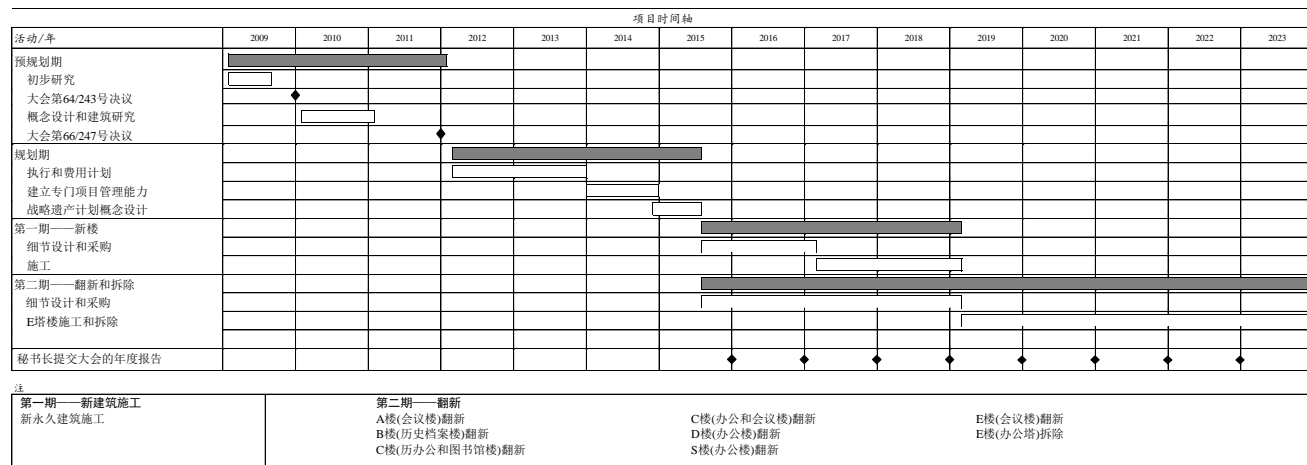 项目时间轴
活动/年 2009 2010 2011 2012 2013 2014 2015 2016 2017 2018 2019 2020 2021 2022 2023
预规划期
初步研究
大会第64/243号决议
概念设计和建筑研究
大会第66/247号决议
规划期
执行和费用计划
建立专门项目管理能力
战略遗产计划概念设计
第一期——新楼
细节设计和采购
施工
第二期——翻新和拆除
细节设计和采购
E塔楼施工和拆除
秘书长提交大会的年度报告
注
第一期——新建筑施工 第二期——翻新
新永久建筑施工 A楼(会议楼)翻新 C楼(办公和会议楼)翻新 E楼(会议楼)翻新
B楼(历史档案楼)翻新 D楼(办公楼)翻新 E楼(办公塔)拆除
C楼(历办公和图书馆楼)翻新 S楼(办公楼)翻新